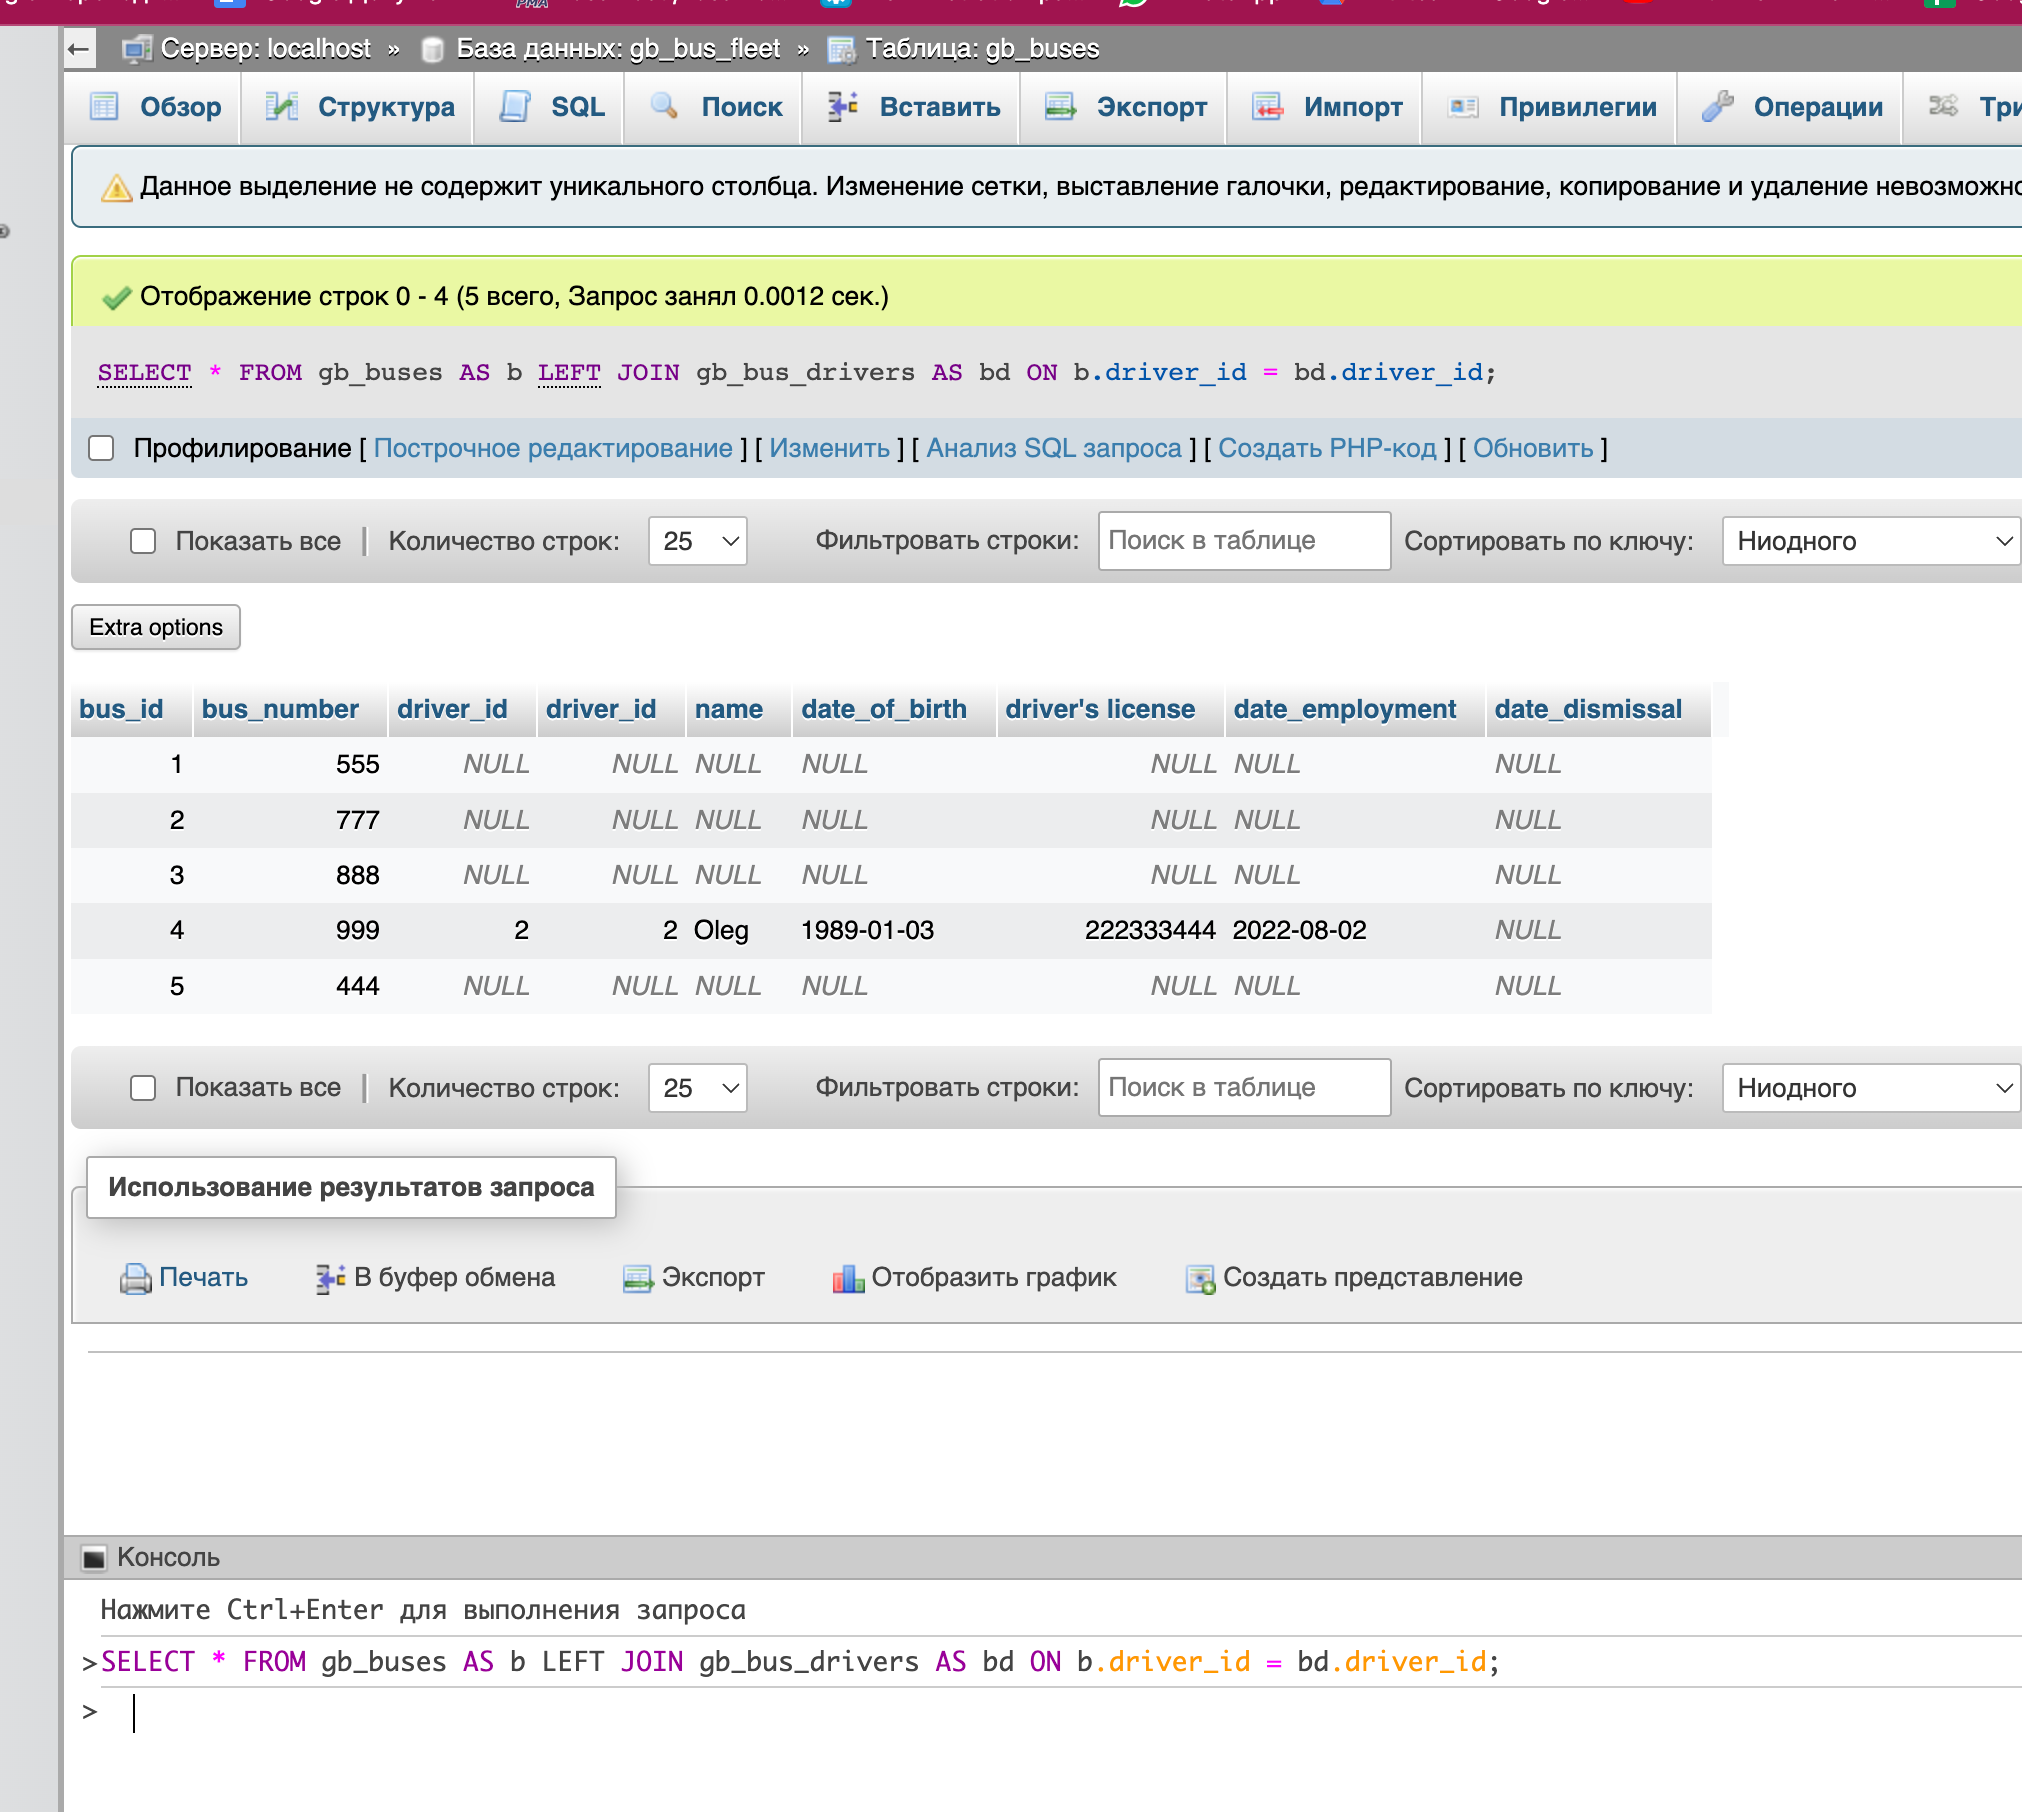 ← Сервер: localhost » База данных: gb_bus_fleet » Таблица: gb_buses
Обзор Структура SQL Поиск Вставить Экспорт Импорт Привилегии Операции
Данное выделение не содержит уникального столбца. Изменение сетки, выставление галочки, редактирование, копирование и удаление
Отображение строк 0 - 4 (5 всего, Запрос занял 0.0012 сек.)
SELECT * FROM gb_buses AS b LEFT JOIN gb_bus_drivers AS bd ON b.driver_id = bd.driver_id;
Профилирование [ Построчное редактирование ] [ Изменить ] [ Анализ SQL запроса ] [ Создать PHP-код ] [ Обновить ]
Показать все | Количество строк: 25 Фильтровать строки: Поиск в таблице Сортировать по ключу: Ниодного
Extra options
bus_id bus_number driver_id driver_id name date_of_birth driver's license date_employment date_dismissal
1 555 NULL NULL NULL NULL NULL NULL NULL
2 777 NULL NULL NULL NULL NULL NULL NULL
3 888 NULL NULL NULL NULL NULL NULL NULL
4 999 2 2 Oleg 1989-01-03 222333444 2022-08-02 NULL
5 444 NULL NULL NULL NULL NULL NULL NULL
Показать все | Количество строк: 25 Фильтровать строки: Поиск в таблице Сортировать по ключу: Ниодного
Использование результатов запроса
Печать В буфер обмена Экспорт Отобразить график Создать представление
Консоль
Нажмите Ctrl+Enter для выполнения запроса
>SELECT * FROM gb_buses AS b LEFT JOIN gb_bus_drivers AS bd ON b.driver_id = bd.driver_id;
>